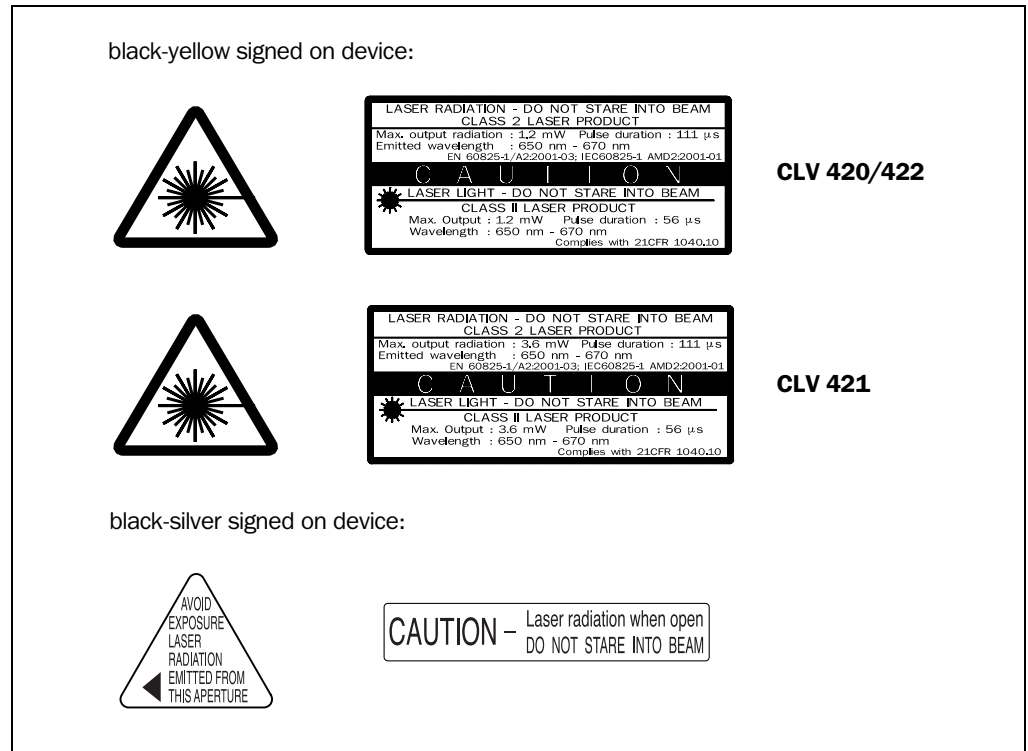 black-yellow signed on device:
LASER RADIATION - DO NOT STARE INTO BEAM
CLASS 2 LASER PRODUCT
Max. output radiation : 1.2 mW Pulse duration : 111 µs
Emitted wavelength : 650 nm - 670 nm
EN 60825-1/A2:2001-03; IEC60825-1 AMD2:2001-01
CAUTION
LASER LIGHT - DO NOT STARE INTO BEAM
CLASS II LASER PRODUCT
Max. Output : 1.2 mW Pulse duration : 56 µs
Wavelength : 650 nm - 670 nm
Complies with 21CFR 1040.10
CLV 420/422
LASER RADIATION - DO NOT STARE INTO BEAM
CLASS 2 LASER PRODUCT
Max. output radiation : 3.6 mW Pulse duration : 111 µs
Emitted wavelength : 650 nm - 670 nm
EN 60825-1/A2:2001-03; IEC60825-1 AMD2:2001-01
CAUTION
LASER LIGHT - DO NOT STARE INTO BEAM
CLASS II LASER PRODUCT
Max. Output : 3.6 mW Pulse duration : 56 µs
Wavelength : 650 nm - 670 nm
Complies with 21CFR 1040.10
CLV 421
black-silver signed on device:
AVOID
EXPOSURE
LASER
RADIATION
EMITTED FROM
THIS APERTURE
CAUTION – Laser radiation when open
DO NOT STARE INTO BEAM